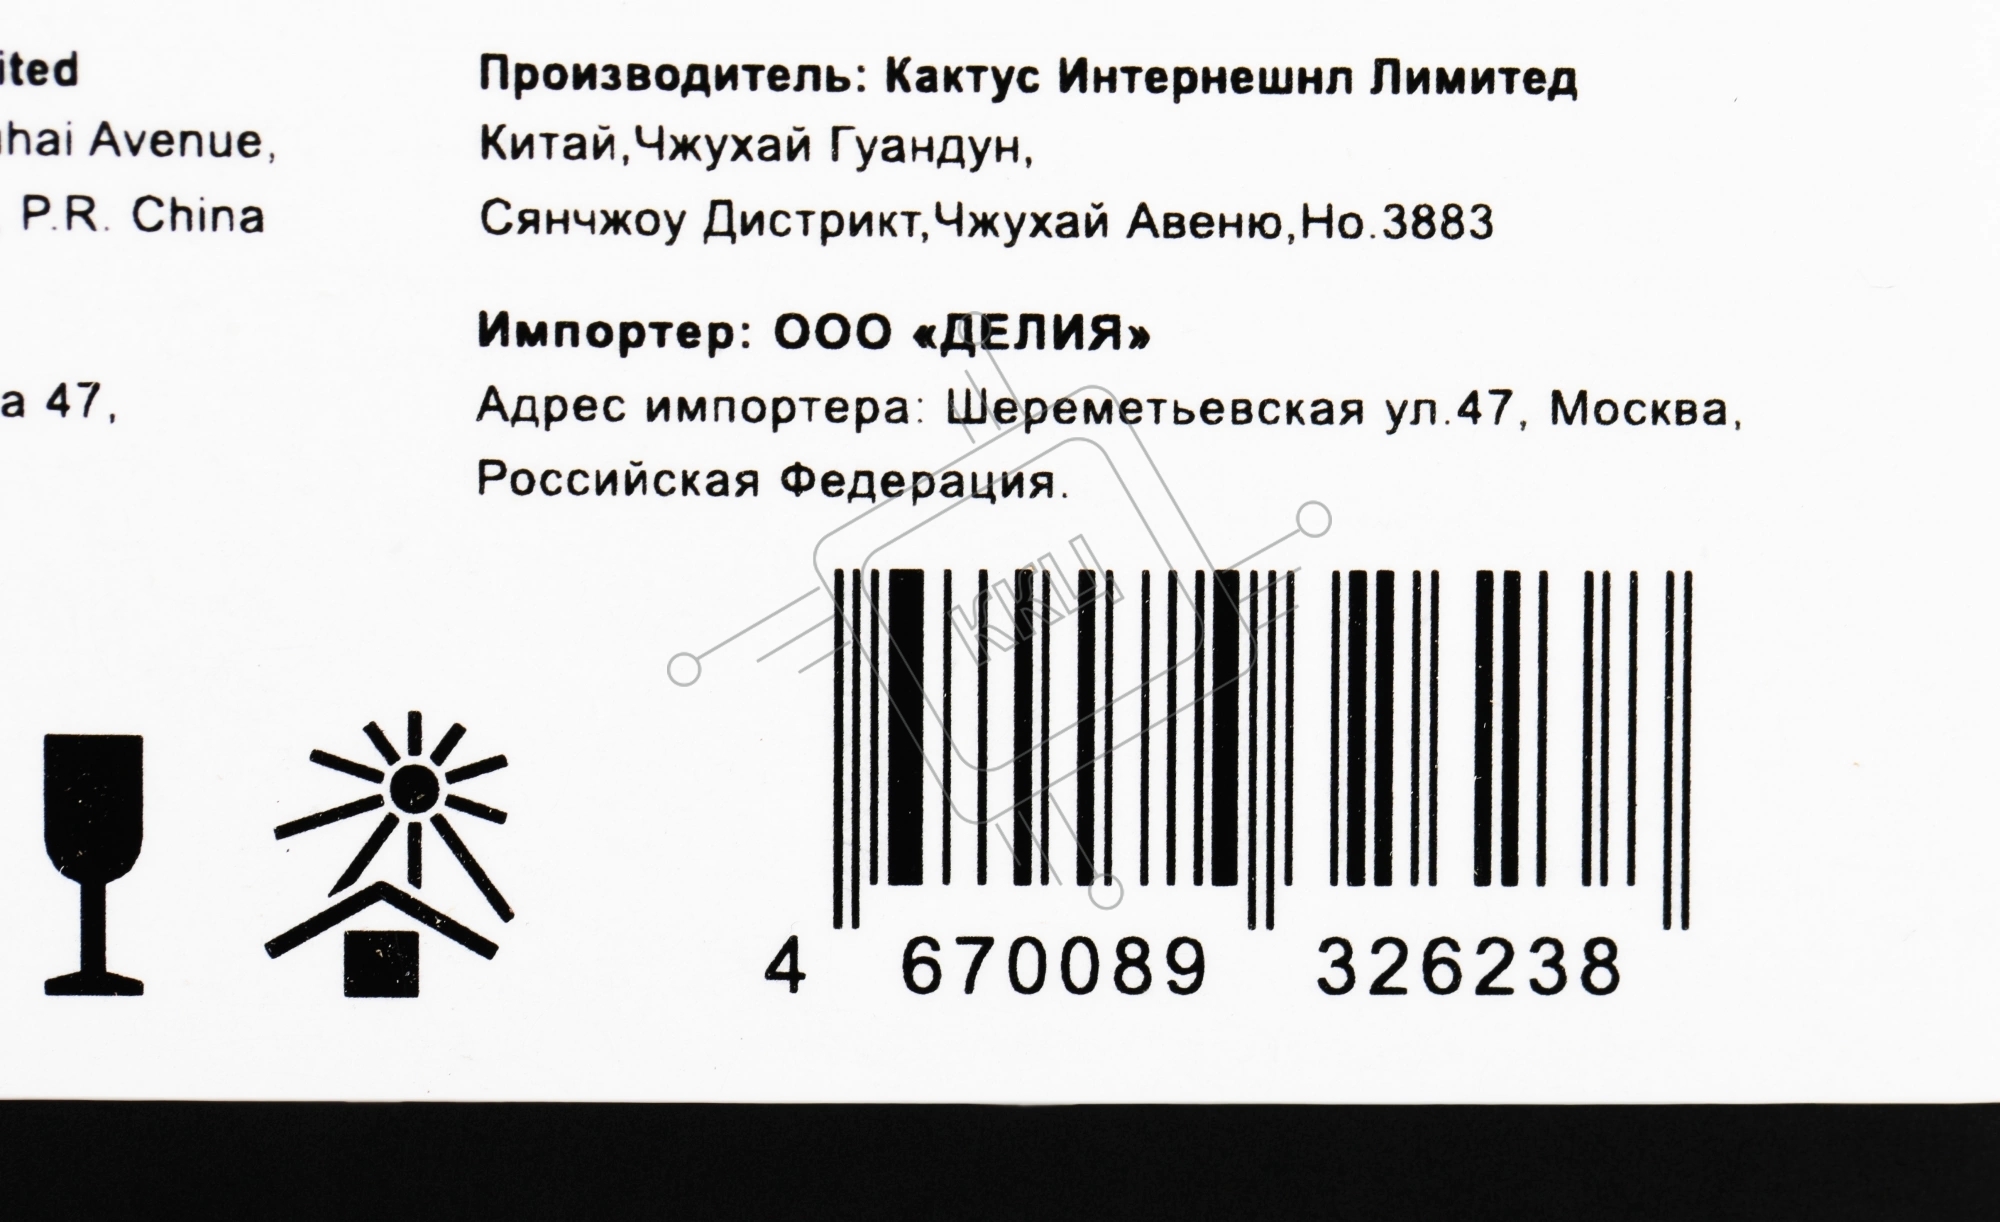 ited
hai Avenue,
P.R. China
a 47,
Производитель: Кактус Интернешнл Лимитед
Китай,Чжухай Гуандун,
Сянчжоу Дистрикт,Чжухай Авеню,Но.3883
Импортер: ООО «ДЕЛИЯ»
Адрес импортера: Шереметьевская ул.47, Москва,
Российская Федерация.
ККЦ
4 670089 326238